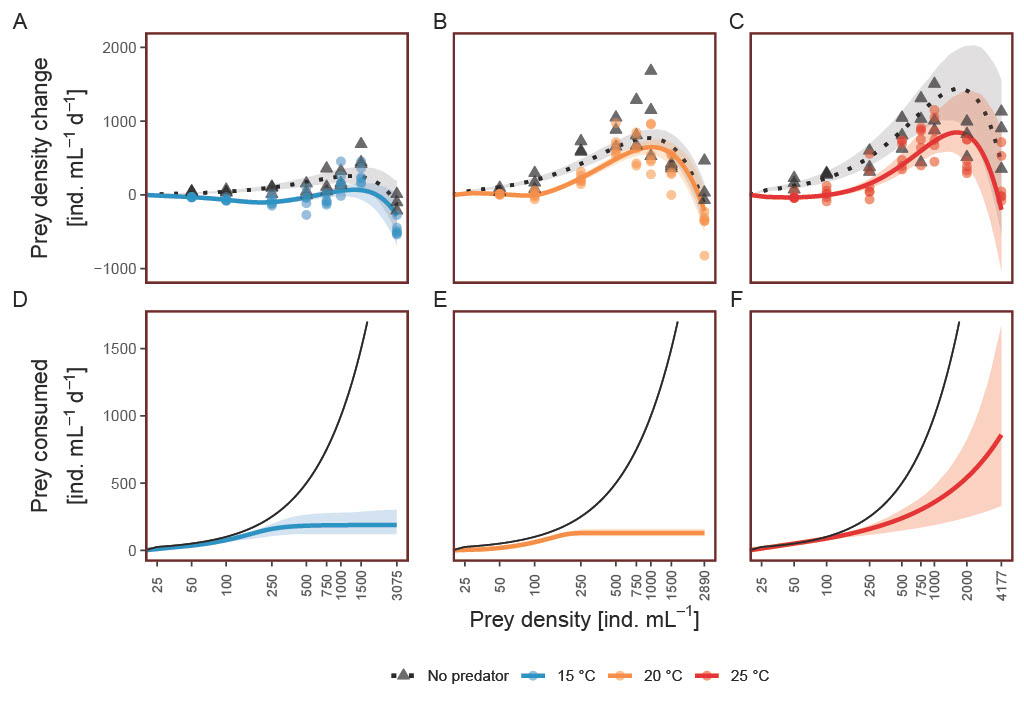 A
B
C
Prey density change
[ind. mL⁻¹ d⁻¹]
2000
1000
0
−1000
D
E
F
Prey consumed
[ind. mL⁻¹ d⁻¹]
1500
1000
500
0
25 50 100 250 500 750 1000 1500 3075
25 50 100 250 500 750 1000 1500 2890
25 50 100 250 500 7500 1000 2000 4177
Prey density [ind. mL⁻¹]
No predator 15 °C 20 °C 25 °C